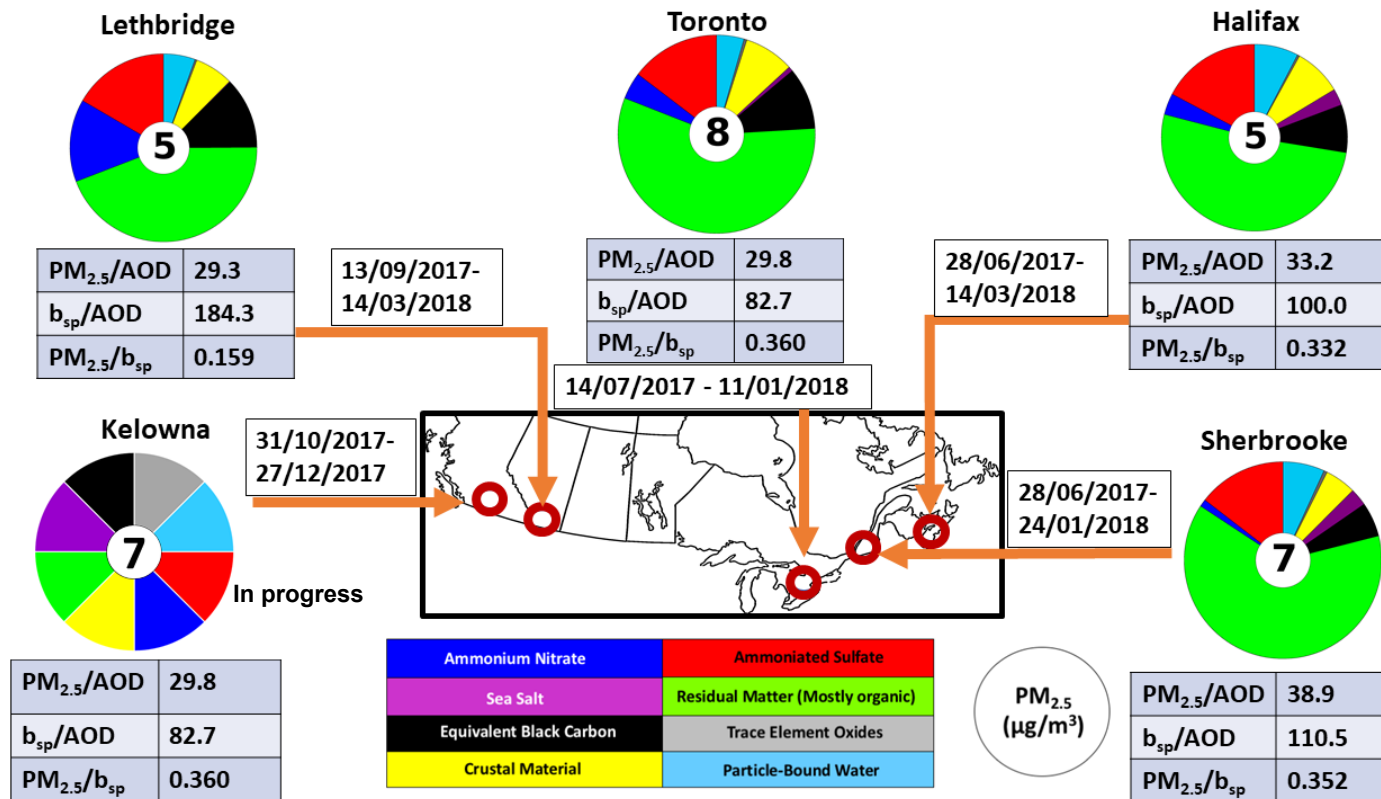 Lethbridge
5
PM2.5/AOD 29.3
bsp/AOD 184.3
PM2.5/bsp 0.159
13/09/2017-
14/03/2018
Toronto
8
PM2.5/AOD 29.8
bsp/AOD 82.7
PM2.5/bsp 0.360
14/07/2017 - 11/01/2018
Halifax
5
PM2.5/AOD 33.2
bsp/AOD 100.0
PM2.5/bsp 0.332
28/06/2017-
14/03/2018
Kelowna
7
In progress
31/10/2017-
27/12/2017
PM2.5/AOD 29.8
bsp/AOD 82.7
PM2.5/bsp 0.360
Sherbrooke
7
28/06/2017-
24/01/2018
PM2.5/AOD 38.9
bsp/AOD 110.5
PM2.5/bsp 0.352
Ammonium Nitrate
Ammoniated Sulfate
Sea Salt
Residual Matter (Mostly organic)
Equivalent Black Carbon
Trace Element Oxides
Crustal Material
Particle-Bound Water
PM2.5
(µg/m³)